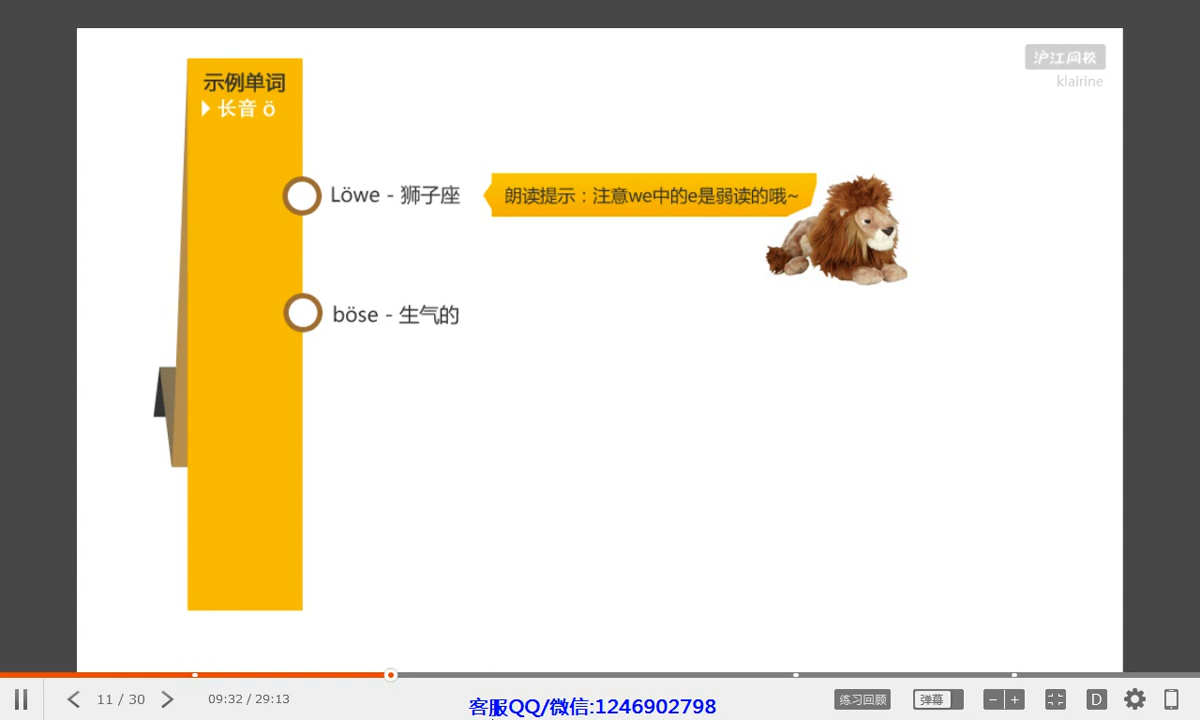 示例单词
长音 ö
沪江网校
klairine
Löwe - 狮子座
朗读提示：注意we中的e是弱读的哦~
böse - 生气的
11 / 30
09:32 / 29:13
客服QQ/微信:1246902798
练习回顾
弹幕
D